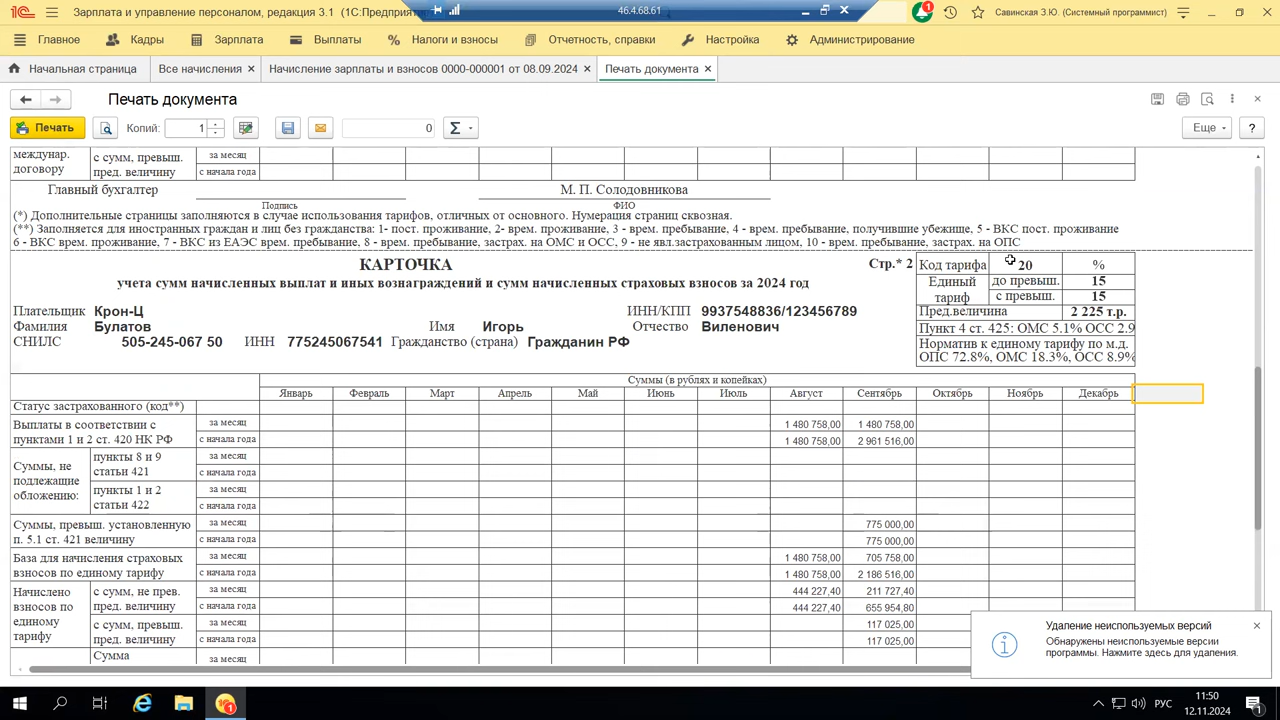 Зарплата и управление персоналом, редакция 3.1 (1С:Предприят
46.4.68.61
1
Савинская З.Ю. (Системный программист)
Главное
Кадры
Зарплата
Выплаты
Налоги и взносы
Отчетность, справки
Настройка
Администрирование
Начальная страница
Все начисления ×
Начисление зарплаты и взносов 0000-000001 от 08.09.2024 ×
Печать документа ×
Печать документа
Печать
Копий: 1
0
Σ
Еще
?
междунар. договору
с сумм, превыш. пред. величину
за месяц
с начала года
Главный бухгалтер
М. П. Солодовникова
Подпись
ФИО
(*) Дополнительные страницы заполняются в случае использования тарифов, отличных от основного. Нумерация страниц сквозная.
(**) Заполняется для иностранных граждан и лиц без гражданства: 1- пост. проживание, 2- врем. проживание, 3 - врем. пребывание, 4 - врем. пребывание, получившие убежище, 5 - ВКС пост. проживание
6 - ВКС врем. проживание, 7 - ВКС из ЕАЭС врем. пребывание, 8 - врем. пребывание, застрах. на ОМС и ОСС, 9 - не явл.застрахованным лицом, 10 - врем. пребывание, застрах. на ОПС
КАРТОЧКА
Стр.* 2
учета сумм начисленных выплат и иных вознаграждений и сумм начисленных страховых взносов за 2024 год
Код тарифа 20 %
Единый тариф
до превыш. 15
с превыш. 15
Пред.величина 2 225 т.р.
Пункт 4 ст. 425: ОМС 5.1% ОСС 2.9
Норматив к единому тарифу по м.д.
ОПС 72.8%, ОМС 18.3%, ОСС 8.9%
Плательщик Крон-Ц ИНН/КПП 9937548836/123456789
Фамилия Булатов Имя Игорь Отчество Виленович
СНИЛС 505-245-067 50 ИНН 775245067541 Гражданство (страна) Гражданин РФ
Суммы (в рублях и копейках)
Январь Февраль Март Апрель Май Июнь Июль Август Сентябрь Октябрь Ноябрь Декабрь
Статус застрахованного (код**)
Выплаты в соответствии с пунктами 1 и 2 ст. 420 НК РФ
за месяц 1 480 758,00 1 480 758,00
с начала года 1 480 758,00 2 961 516,00
Суммы, не подлежащие обложению:
пункты 8 и 9 статьи 421
за месяц
с начала года
пункты 1 и 2 статьи 422
за месяц
с начала года
Суммы, превыш. установленную п. 5.1 ст. 421 величину
за месяц 775 000,00
с начала года 775 000,00
База для начисления страховых взносов по единому тарифу
за месяц 1 480 758,00 705 758,00
с начала года 1 480 758,00 2 186 516,00
Начислено взносов по единому тарифу
с сумм, не прев. пред. величину
за месяц 444 227,40 211 727,40
с начала года 444 227,40 655 954,80
с сумм, превыш. пред. величину
за месяц 117 025,00
с начала года 117 025,00
Сумма
за месяц
Удаление неиспользуемых версий
Обнаружены неиспользуемые версии
программы. Нажмите здесь для удаления.
РУС
11:50
12.11.2024
1